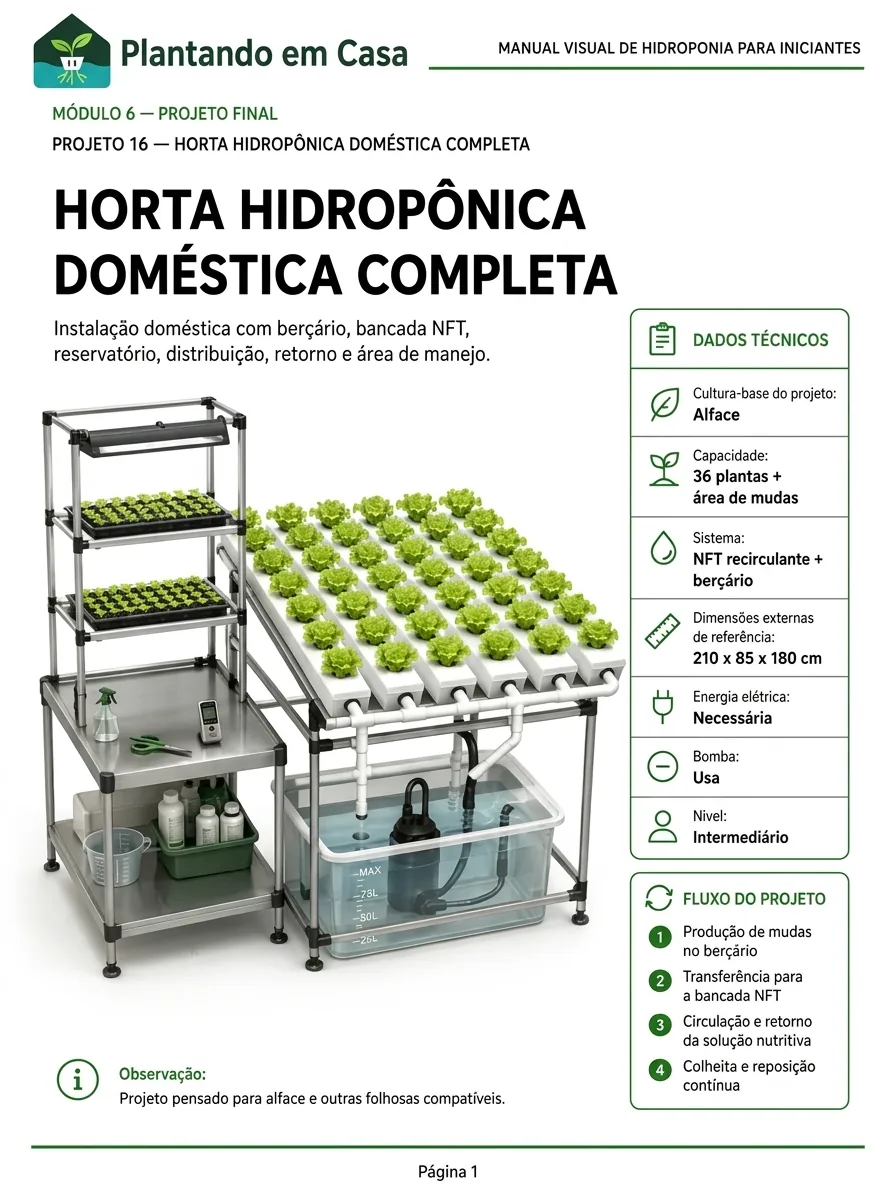 Plantando em Casa
MANUAL VISUAL DE HIDROPONIA PARA INICIANTES
MÓDULO 6 — PROJETO FINAL
PROJETO 16 — HORTA HIDROPÔNICA DOMÉSTICA COMPLETA
HORTA HIDROPÔNICA
DOMÉSTICA COMPLETA
Instalação doméstica com berçário, bancada NFT,
reservatório, distribuição, retorno e área de manejo.
DADOS TÉCNICOS
Cultura-base do projeto:
Alface
Capacidade:
36 plantas +
área de mudas
Sistema:
NFT recirculante +
berçário
Dimensões externas
de referência:
210 x 85 x 180 cm
Energia elétrica:
Necessária
Bomba:
Usa
Nivel:
Intermediário
MAX
FLUXO DO PROJETO
1 Produção de mudas
no berçário
2 Transferência para
a bancada NFT
3 Circulação e retorno
da solução nutritiva
4 Colheita e reposição
contínua
Observação:
Projeto pensado para alface e outras folhosas compatíveis.
Página 1